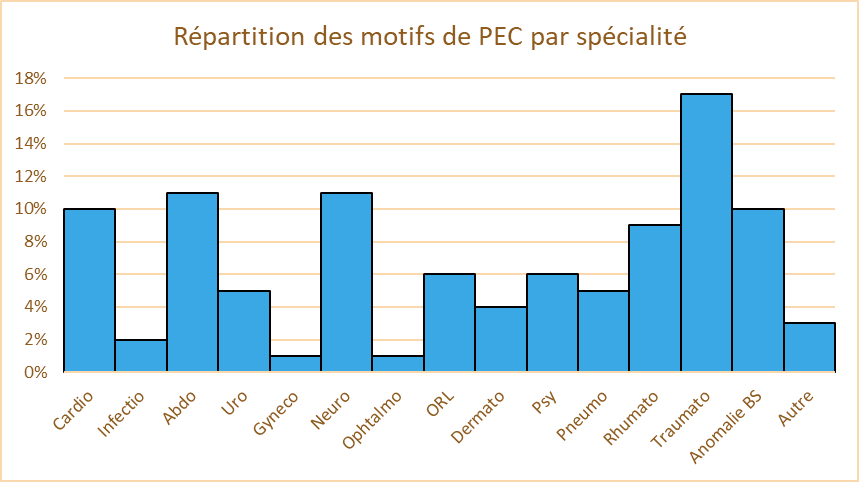 Répartition des motifs de PEC par spécialité
18%
16%
14%
12%
10%
8%
6%
4%
2%
0%
Cardio
Infectio
Abdo
Uro
Gyneco
Neuro
Ophtalmo
ORL
Dermato
Psy
Pneumo
Rhumato
Traumato
Anomalie BS
Autre